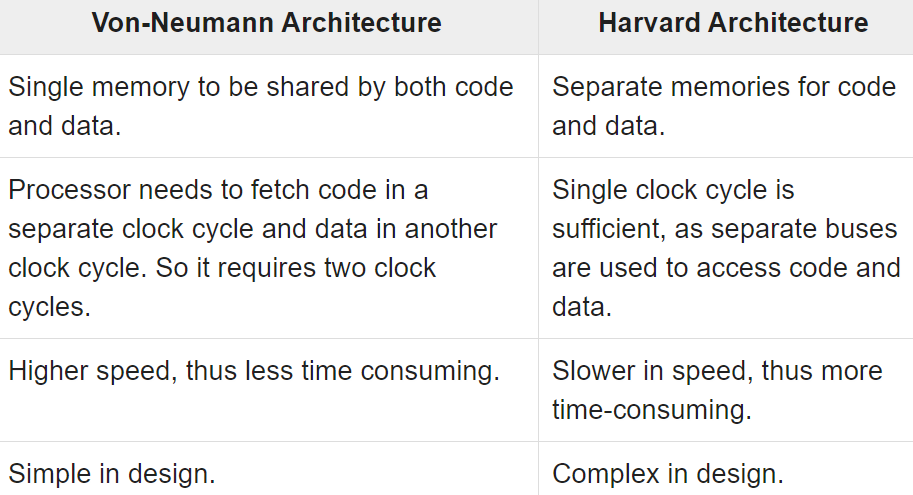 Von-Neumann Architecture
Harvard Architecture
Single memory to be shared by both code
and data.
Separate memories for code
and data.
Processor needs to fetch code in a
separate clock cycle and data in another
clock cycle. So it requires two clock
cycles.
Single clock cycle is
sufficient, as separate buses
are used to access code and
data.
Higher speed, thus less time consuming.
Slower in speed, thus more
time-consuming.
Simple in design.
Complex in design.